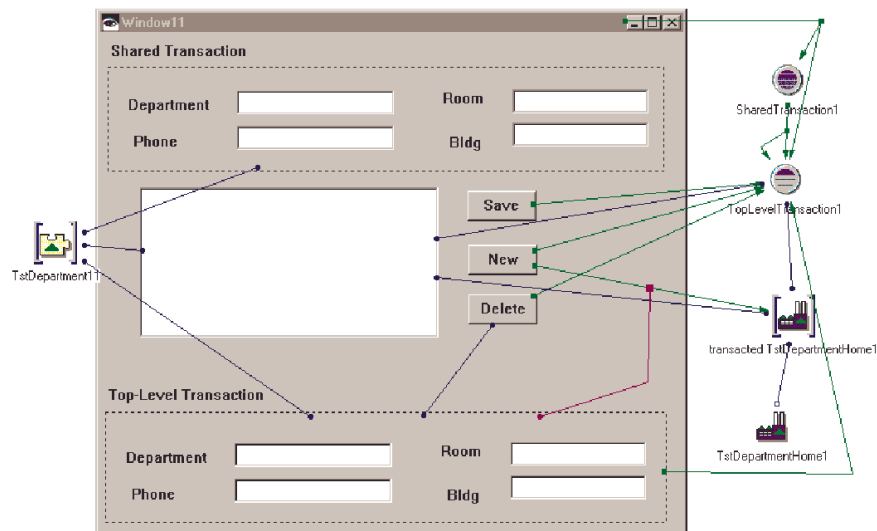 Window11
Shared Transaction
Department
Room
Phone
Bldg
SharedTransaction1
Save
TopLevelTransaction1
TstDepartment11
New
Delete
transacted TstDepartmentHome1
Top-Level Transaction
Department
Room
TstDepartmentHome1
Phone
Bldg